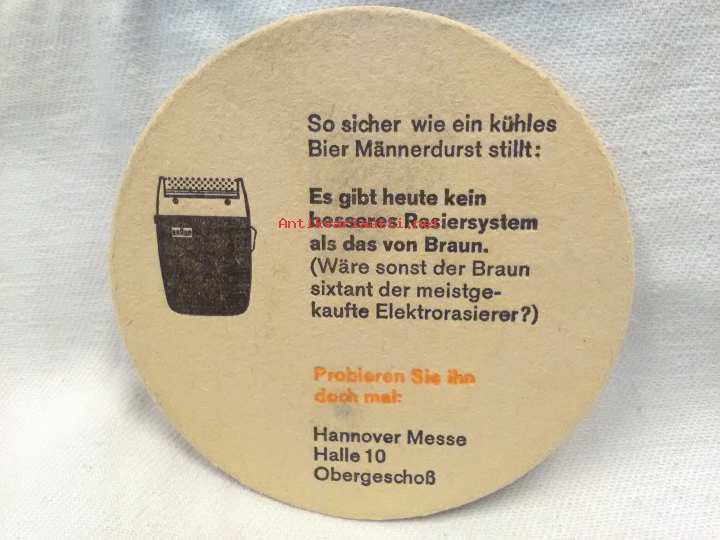 So sicher wie ein kühles
Bier Männerdurst stillt:
Es gibt heute kein
besseres Rasiersystem
als das von Braun.
(Wäre sonst der Braun
sixtant der meistge-
kaufte Elektrorasierer?)
Probieren Sie ihn
doch mal:
Hannover Messe
Halle 10
Obergeschoß
BRAUN